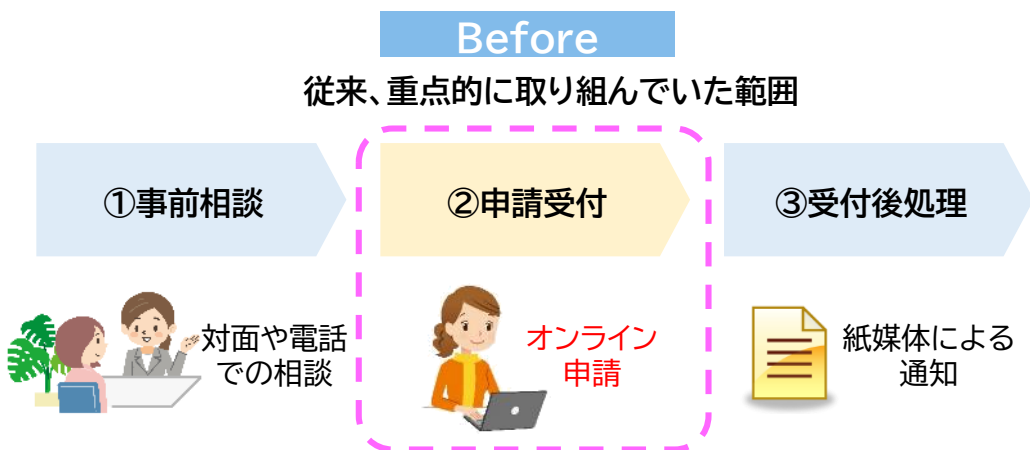 Before
従来、重点的に取り組んでいた範囲
①事前相談
②申請受付
③受付後処理
対面や電話
での相談
オンライン
申請
紙媒体による
通知